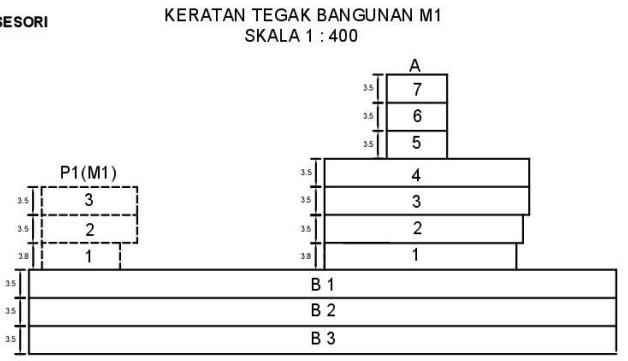 KERATAN TEGAK BANGUNAN M1
SESORI
SKALA 1 : 400
A
3.5 7
3.5 6
3.5 5
P1(M1)
3.5 4
3.5 3 3.5 3
3.5 2 3.5 2
3.8 1 3.8 1
3.5 B 1
3.5 B 2
3.5 B 3